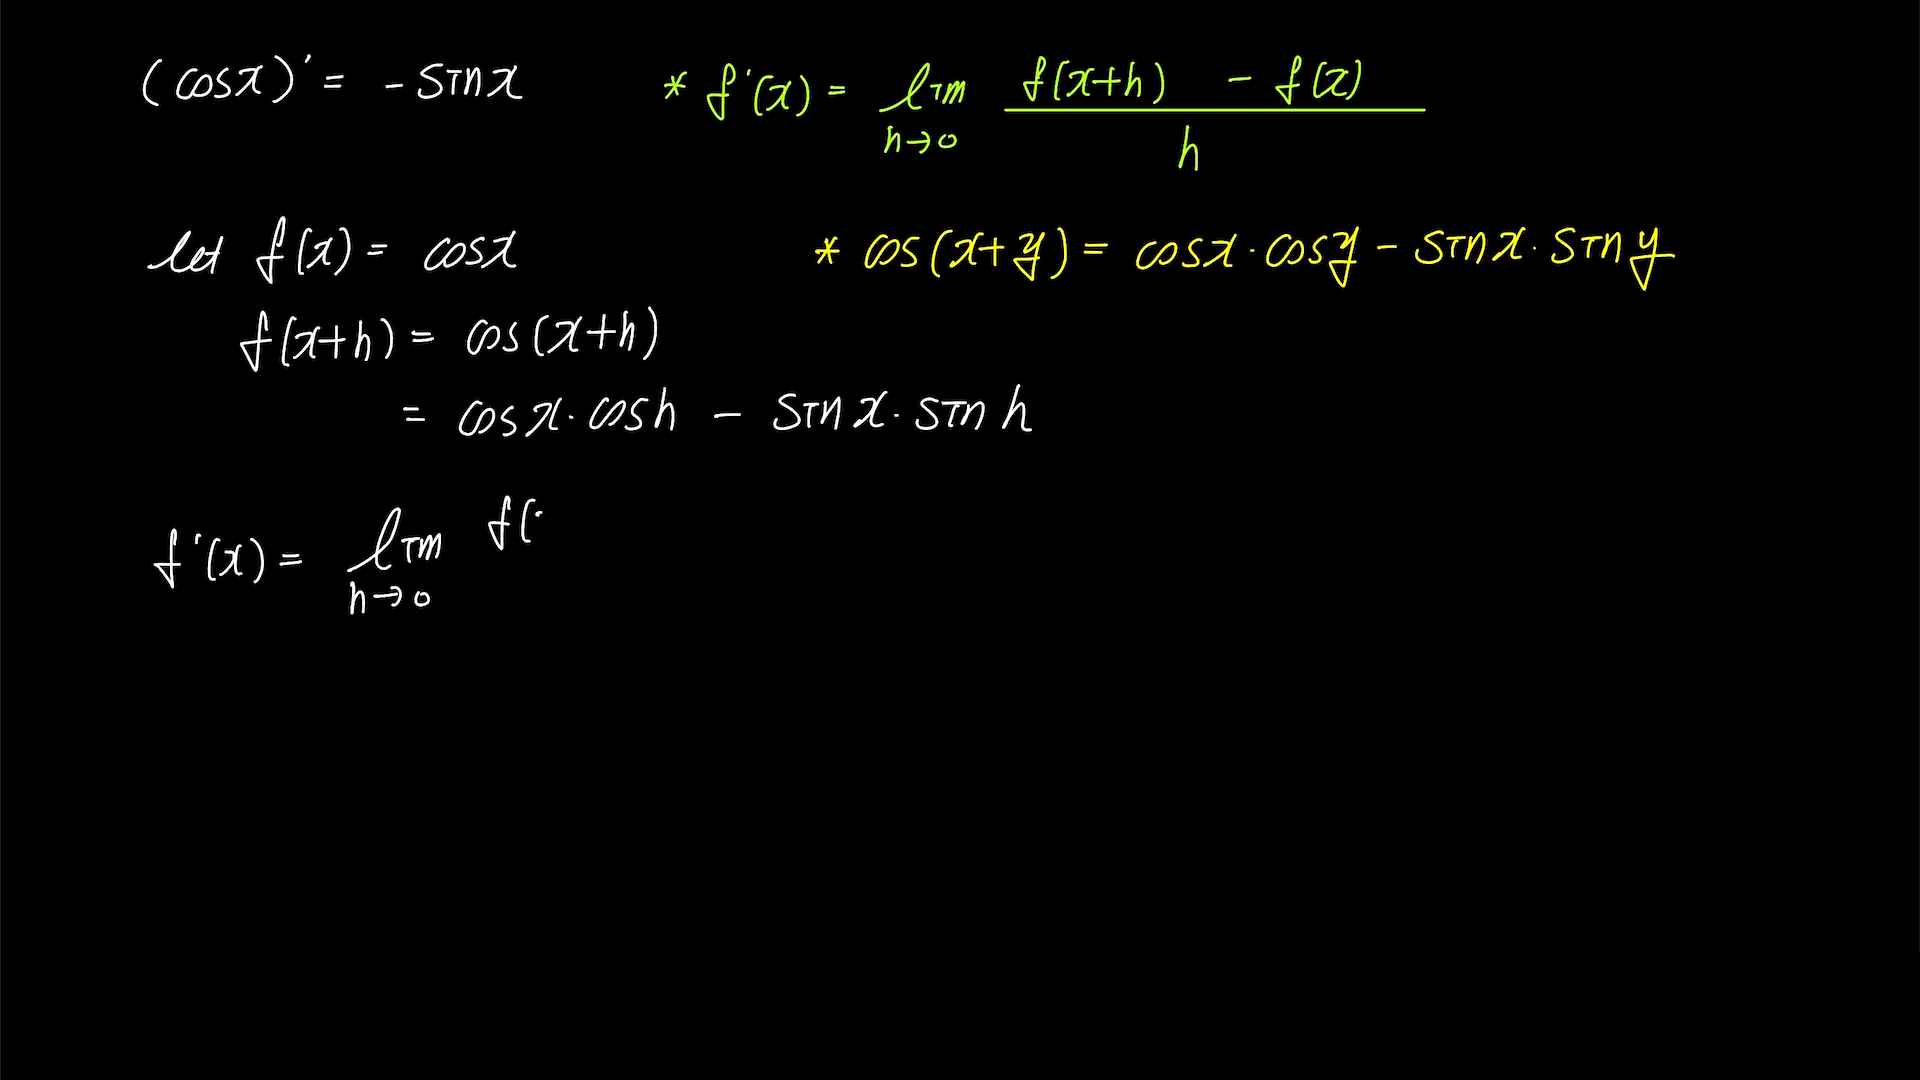 (cosx)' = - sinx
* f'(x) = lim h→0 f(x+h) - f(x) / h
let f(x) = cosx
* cos(x+y) = cosx · cosy - sinx · siny
f(x+h) = cos(x+h)
= cosx · cosh - sinx · sinh
f'(x) = lim h→0 f(